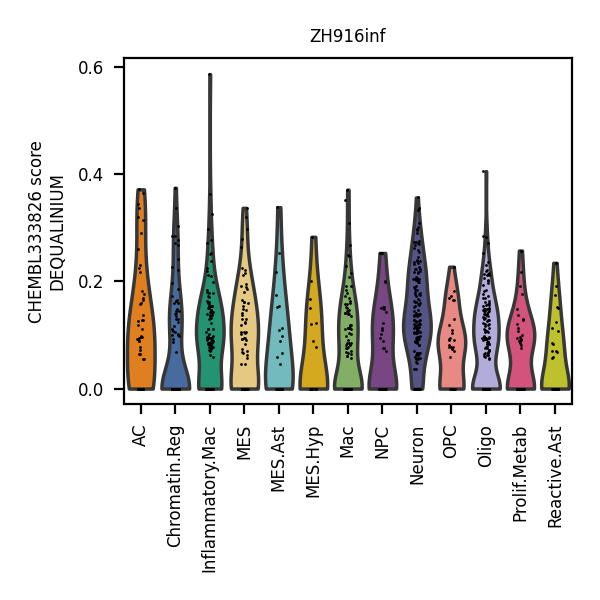 ZH916inf
CHEMBL333826 score
DEQUALINIUM
0.6
0.4
0.2
0.0
AC
Chromatin.Reg
Inflammatory.Mac
MES
MES.Ast
MES.Hyp
Mac
NPC
Neuron
OPC
Oligo
Prolif.Metab
Reactive.Ast